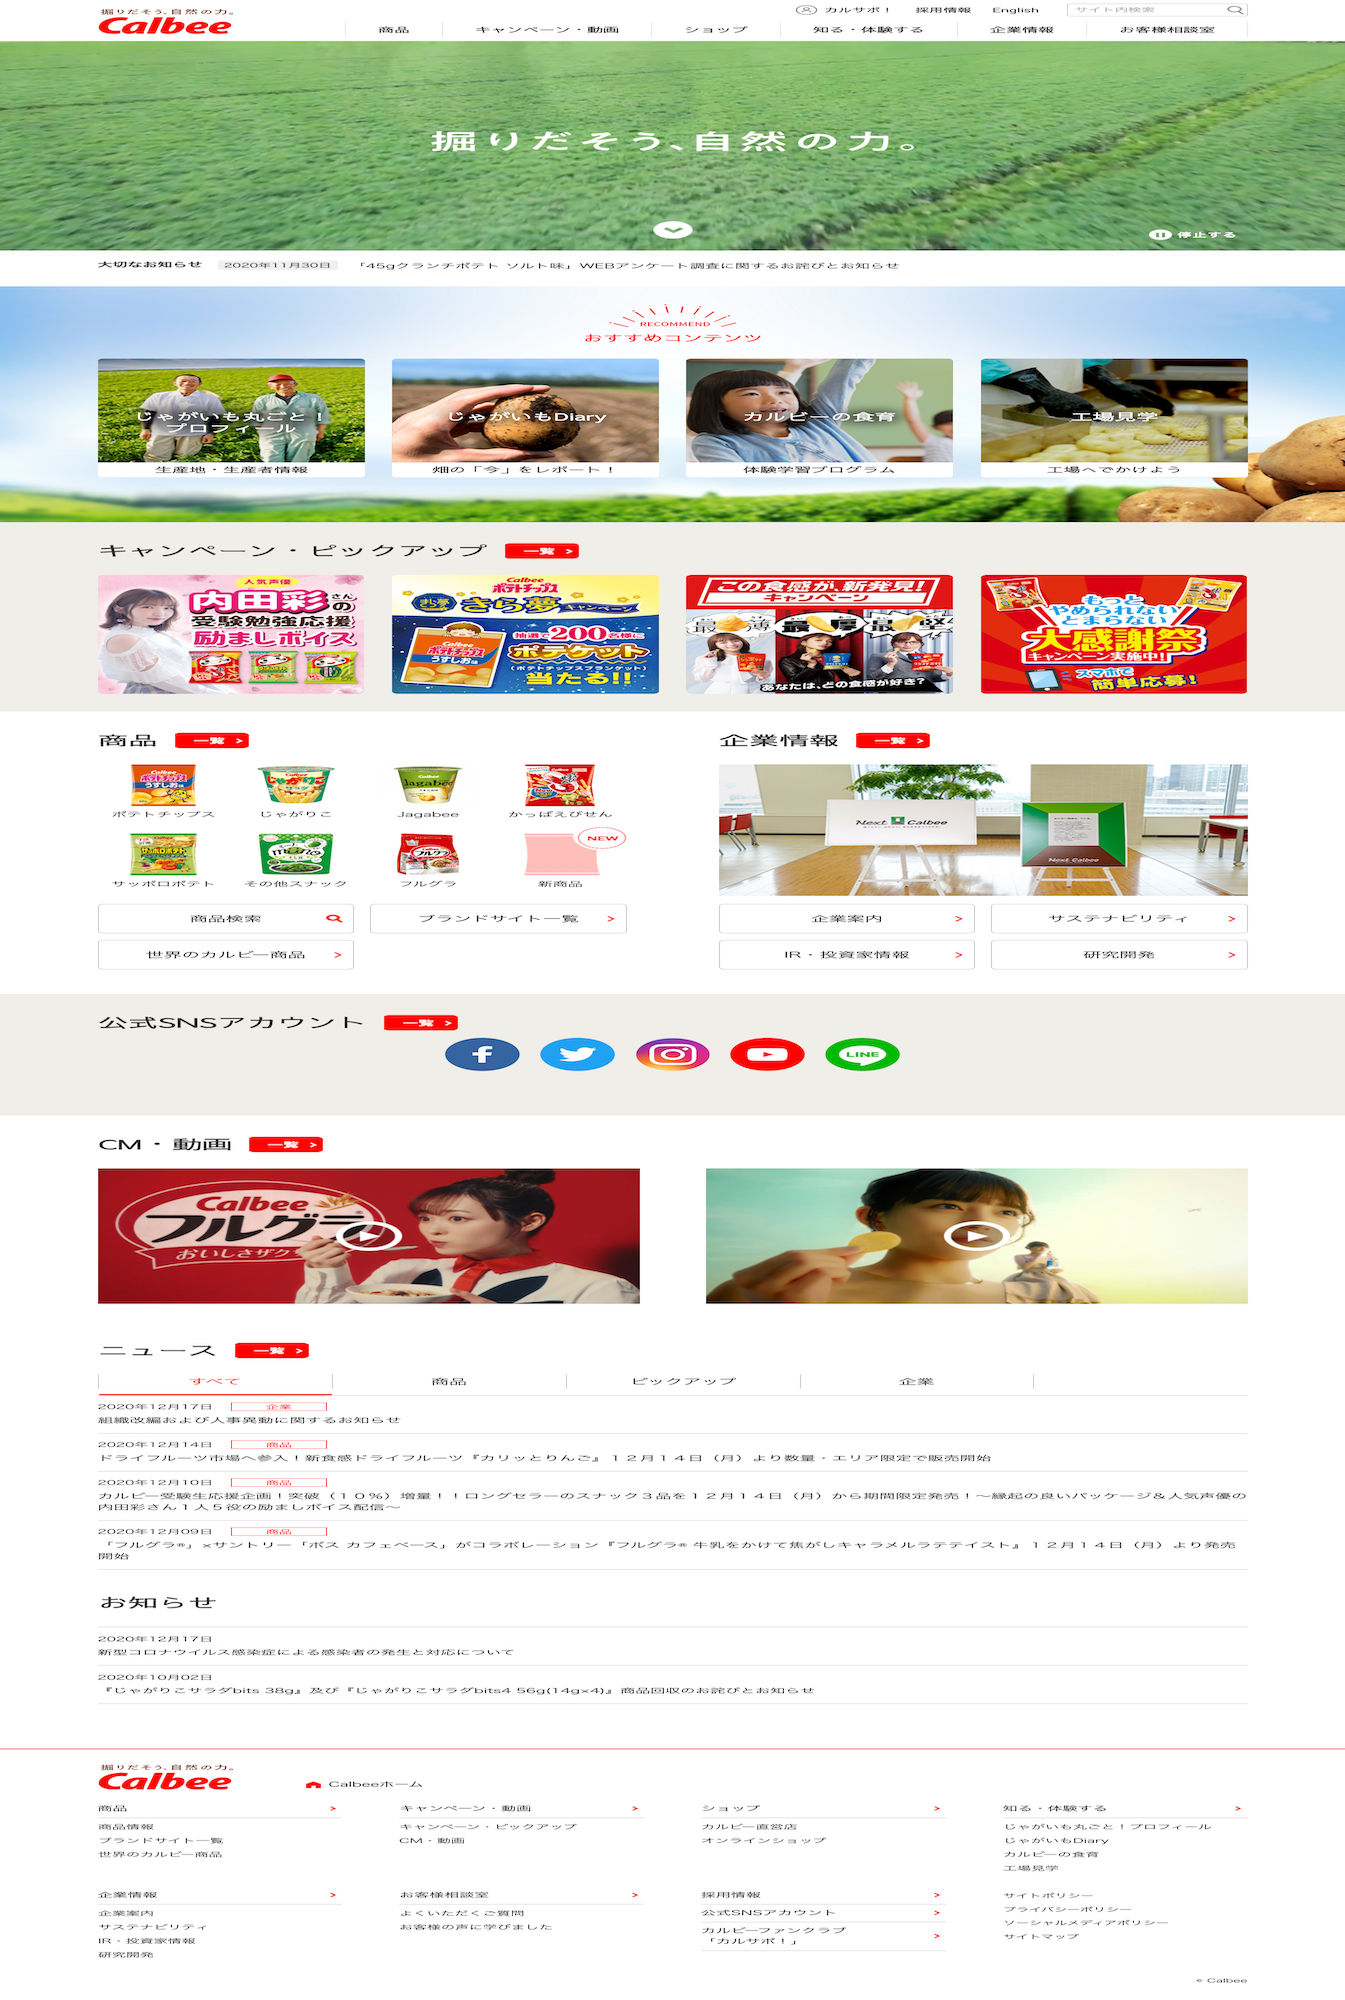 掘りだそう、自然の力。
Calbee
カルサポ！ 採用情報 English サイト内検索
商品 キャンペーン・動画 ショップ 知る・体験する 企業情報 お客様相談室
掘りだそう、自然の力。
停止する
大切なお知らせ 2020年11月30日 「45gクランチポテト ソルト味」WEBアンケート調査に関するお詫びとお知らせ
RECOMMEND
おすすめコンテンツ
じゃがいも丸ごと！
プロフィール
生産地・生産者情報
じゃがいもDiary
畑の「今」をレポート！
カルビーの食育
体験学習プログラム
工場見学
工場へでかけよう
キャンペーン・ピックアップ 一覧
人気声優
内田彩さんの
受験勉強応援
励ましボイス
Calbee
ポテトチップス
きら夢キャンペーン
抽選で200名様に
ポテケット
(ポテトチップスブランケット)
当たる!!
この食感が、新発見!
キャンペーン
あなたは、どの食感が好き?
もっと
やめられない
とまらない
大感謝祭
キャンペーン実施中!
スマホで
簡単応募!
商品 一覧
ポテトチップス じゃがりこ Jagabee かっぱえびせん
NEW
サッポロポテト その他スナック フルグラ 新商品
商品検索 ブランドサイト一覧
世界のカルビー商品
企業情報 一覧
Next Calbee
Next Calbee
企業案内 サステナビリティ
IR・投資家情報 研究開発
公式SNSアカウント 一覧
LINE
CM・動画 一覧
Calbee
フルグラ
おいしさザク
ニュース 一覧
すべて 商品 ピックアップ 企業
2020年12月17日 企業
組織改編および人事異動に関するお知らせ
2020年12月14日 商品
ドライフルーツ市場へ参入！新食感ドライフルーツ『カリッとりんご』 １２月１４日（月）より数量・エリア限定で販売開始
2020年12月10日 商品
カルビー受験生応援企画！突破（１０％）増量！！ロングセラーのスナック３品を１２月１４日（月）から期間限定発売！～縁起の良いパッケージ＆人気声優の
内田彩さん１人５役の励ましボイス配信～
2020年12月09日 商品
「フルグラ®」×サントリー「ボス カフェベース」がコラボレーション『フルグラ® 牛乳をかけて焦がしキャラメルラテテイスト』 １２月１４日（月）より発売
開始
お知らせ
2020年12月17日
新型コロナウイルス感染症による感染者の発生と対応について
2020年10月02日
『じゃがりこサラダbits 38g』及び『じゃがりこサラダbits4 56g(14g×4)』商品回収のお詫びとお知らせ
掘りだそう、自然の力。
Calbee
Calbeeホーム
商品
商品情報
ブランドサイト一覧
世界のカルビー商品
キャンペーン・動画
キャンペーン・ピックアップ
CM・動画
ショップ
カルビー直営店
オンラインショップ
知る・体験する
じゃがいも丸ごと！プロフィール
じゃがいもDiary
カルビーの食育
工場見学
企業情報
企業案内
サステナビリティ
IR・投資家情報
研究開発
お客様相談室
よくいただくご質問
お客様の声に学びました
採用情報
公式SNSアカウント
カルビーファンクラブ
「カルサポ！」
サイトポリシー
プライバシーポリシー
ソーシャルメディアポリシー
サイトマップ
© Calbee